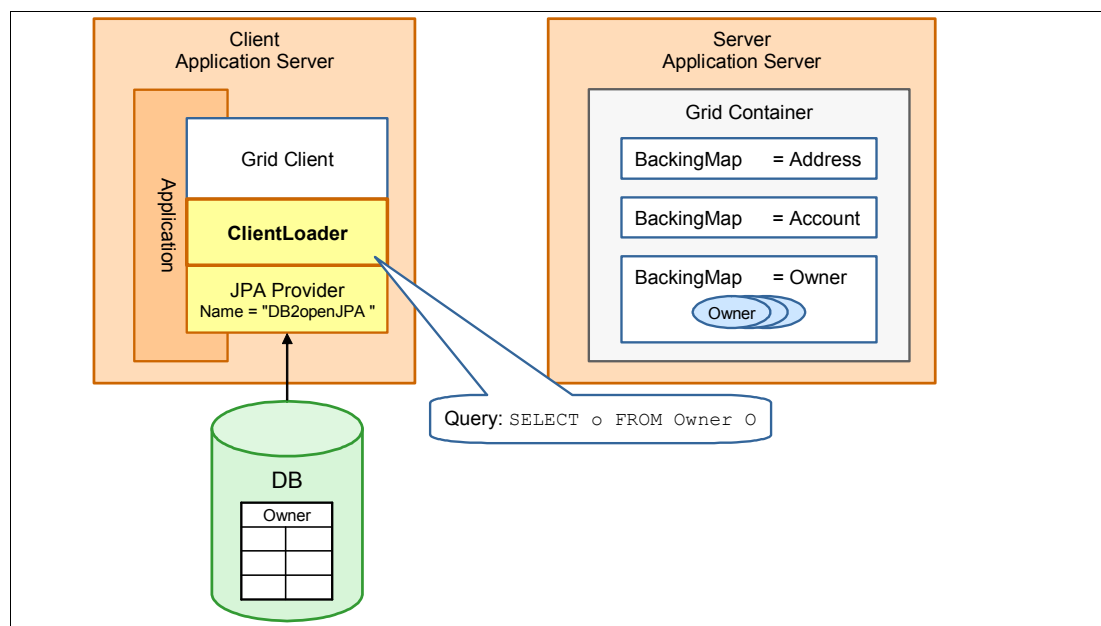 Client
Application Server
Application
Grid Client
ClientLoader
JPA Provider
Name = "DB2openJPA "
DB
Owner
Query: SELECT o FROM Owner O
Server
Application Server
Grid Container
BackingMap = Address
BackingMap = Account
BackingMap = Owner
Owner